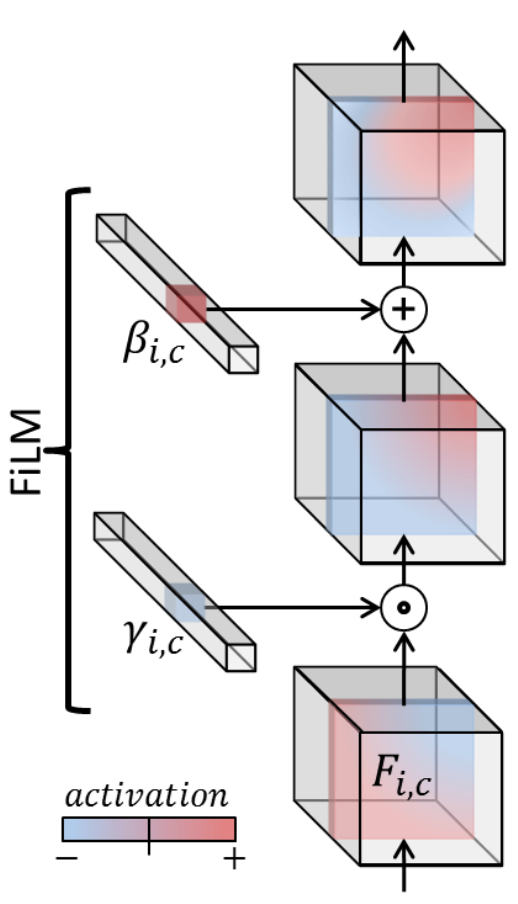 FiLM
β_{i,c}
+
γ_{i,c}
F_{i,c}
activation
− +